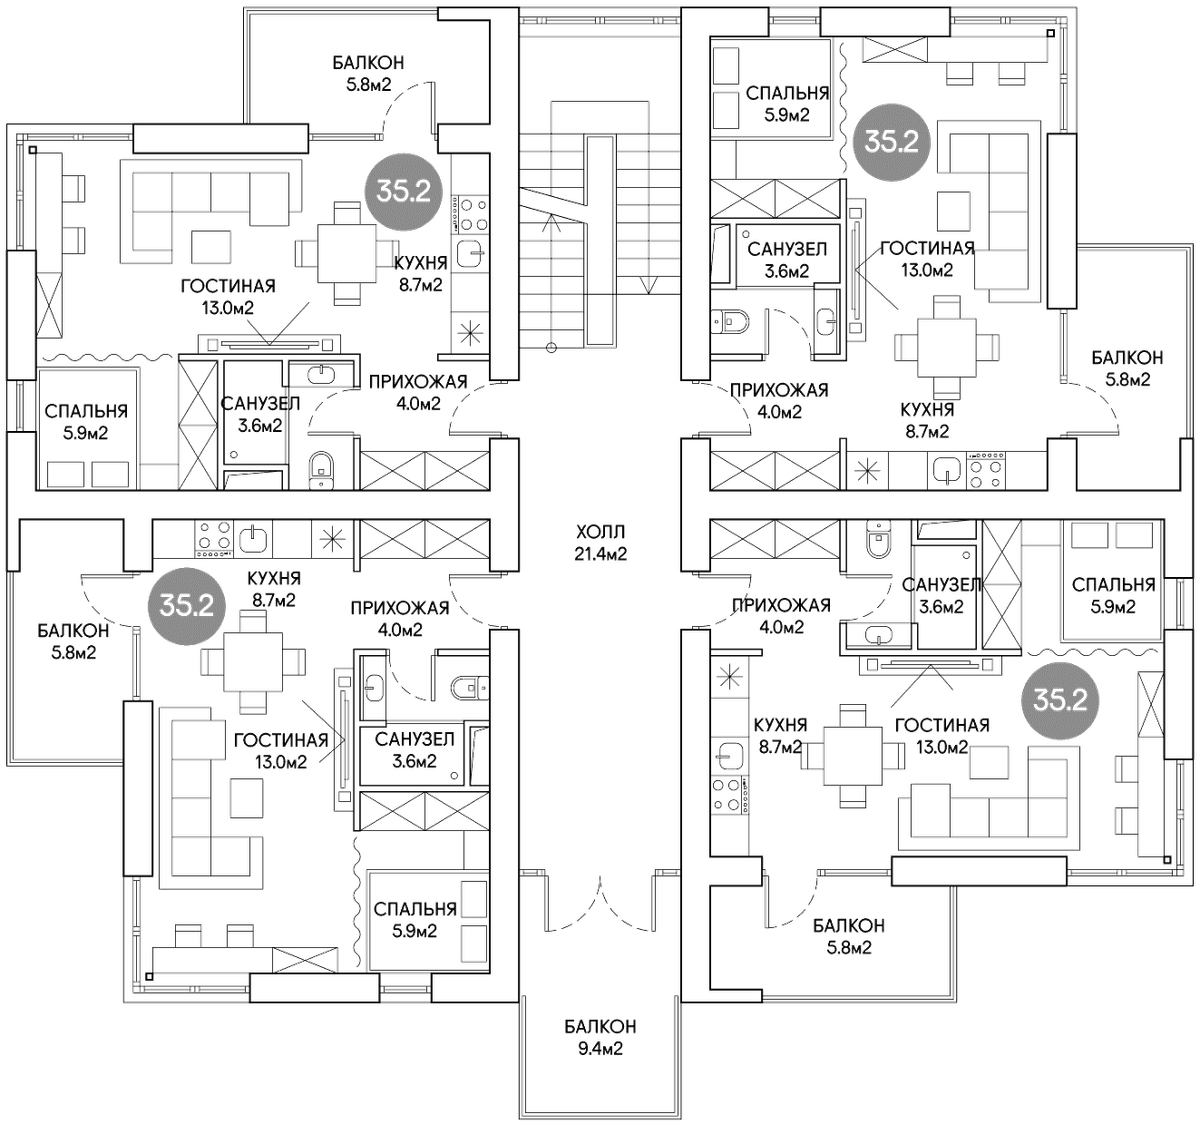 БАЛКОН
5.8м2
35.2
КУХНЯ
8.7м2
ГОСТИНАЯ
13.0м2
ПРИХОЖАЯ
4.0м2
САНУЗЕЛ
3.6м2
СПАЛЬНЯ
5.9м2
СПАЛЬНЯ
5.9м2
35.2
САНУЗЕЛ
3.6м2
ГОСТИНАЯ
13.0м2
БАЛКОН
5.8м2
ПРИХОЖАЯ
4.0м2
КУХНЯ
8.7м2
ХОЛЛ
21.4м2
КУХНЯ
8.7м2
35.2
ПРИХОЖАЯ
4.0м2
БАЛКОН
5.8м2
ГОСТИНАЯ
13.0м2
САНУЗЕЛ
3.6м2
СПАЛЬНЯ
5.9м2
САНУЗЕЛ
3.6м2
СПАЛЬНЯ
5.9м2
ПРИХОЖАЯ
4.0м2
35.2
КУХНЯ
8.7м2
ГОСТИНАЯ
13.0м2
БАЛКОН
5.8м2
БАЛКОН
9.4м2